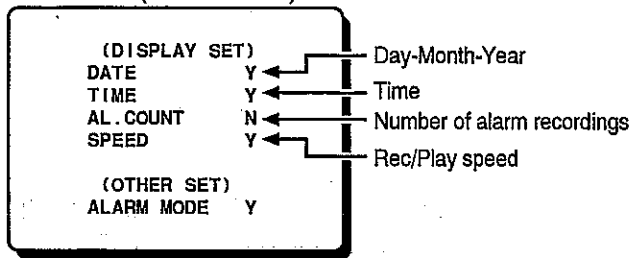 (DISPLAY SET)
DATE Y Day-Month-Year
TIME Y Time
AL.COUNT N Number of alarm recordings
SPEED Y Rec/Play speed
(OTHER SET)
ALARM MODE Y